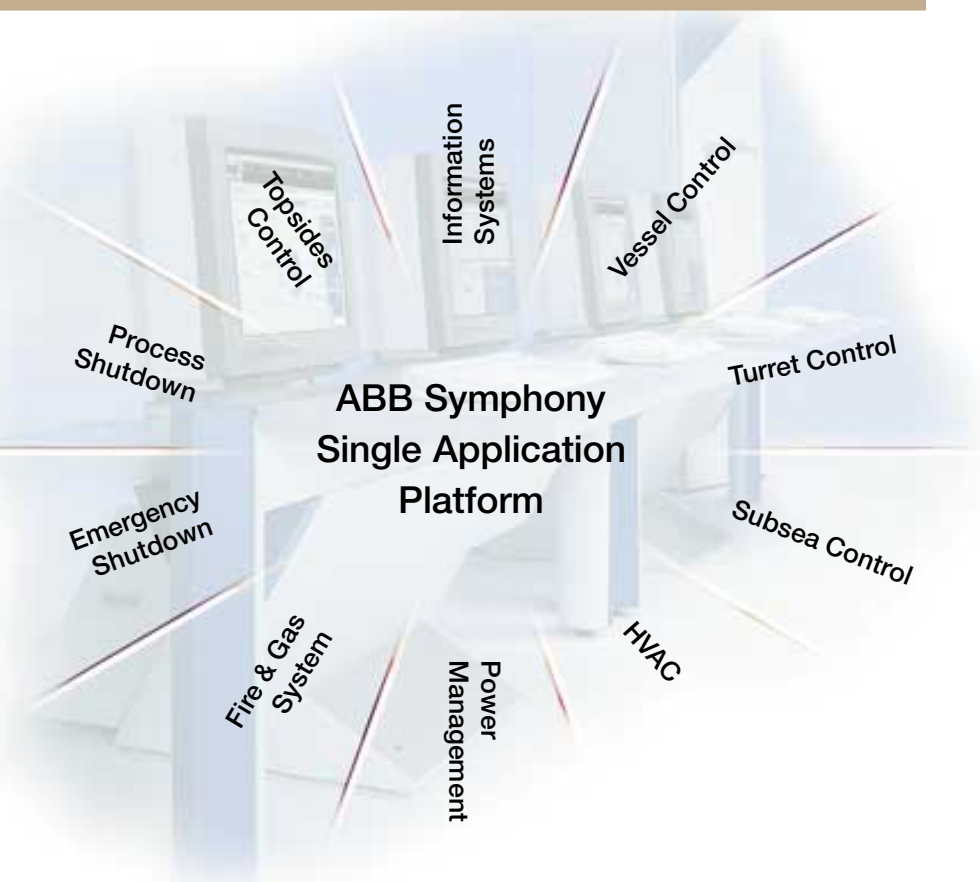 Information
Systems
Topsides
Control
Vessel Control
Process
Shutdown
Turret Control
ABB Symphony
Single Application
Platform
Emergency
Shutdown
Subsea Control
Fire & Gas
System
Power
Management
HVAC